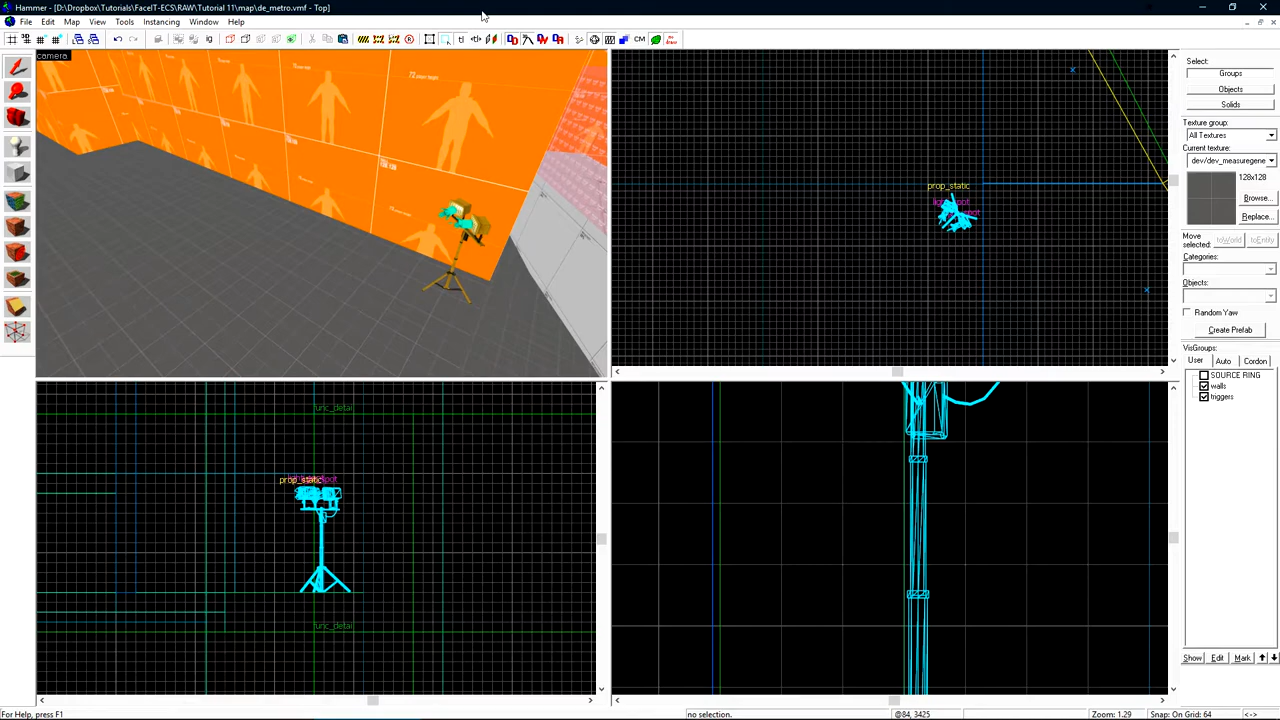 Hammer - [D:\Dropbox\Tutorials\FaceIT-ECS\RAW\Tutorial 11\map\de_metro.vmf - Top]
File Edit Map View Tools Instancing Window Help
CM
camera
prop_static
func_detai
prop_static
func_detai
Select:
Groups
Objects
Solids
Texture group:
All Textures
Current texture:
dev/dev_measuregene
128x128
Browse...
Replace...
Move
selected:
toWorld
toEntity
Categories:
Objects:
Random Yaw
Create Prefab
VisGroups:
User Auto Cordon
SOURCE RING
walls
triggers
Show Edit Mark
For Help, press F1
no selection.
@84, 3425
Zoom: 1.29
Snap: On Grid: 64
<->